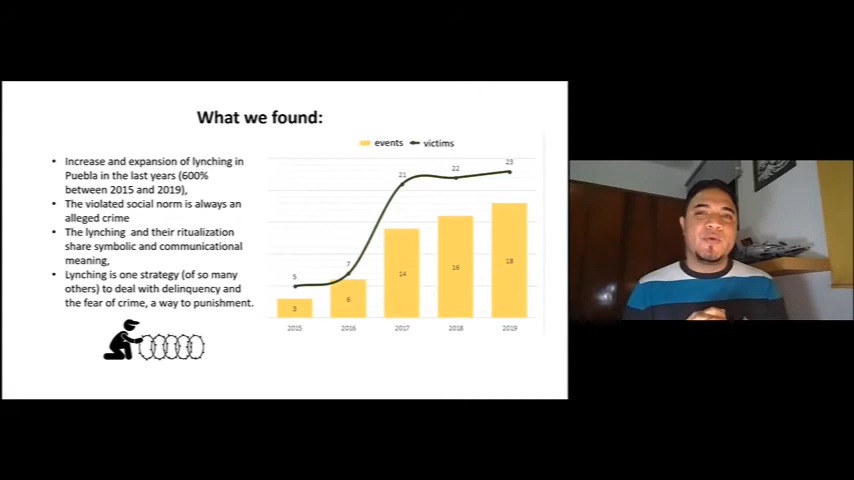 What we found:
events victims
• Increase and expansion of lynching in
Puebla in the last years (600%
between 2015 and 2019),
• The violated social norm is always an
alleged crime
• The lynching and their ritualization
share symbolic and communicational
meaning,
• Lynching is one strategy (of so many
others) to deal with delinquency and
the fear of crime, a way to punishment.
5 7 21 22 23
3 6 14 16 18
2015 2016 2017 2018 2019